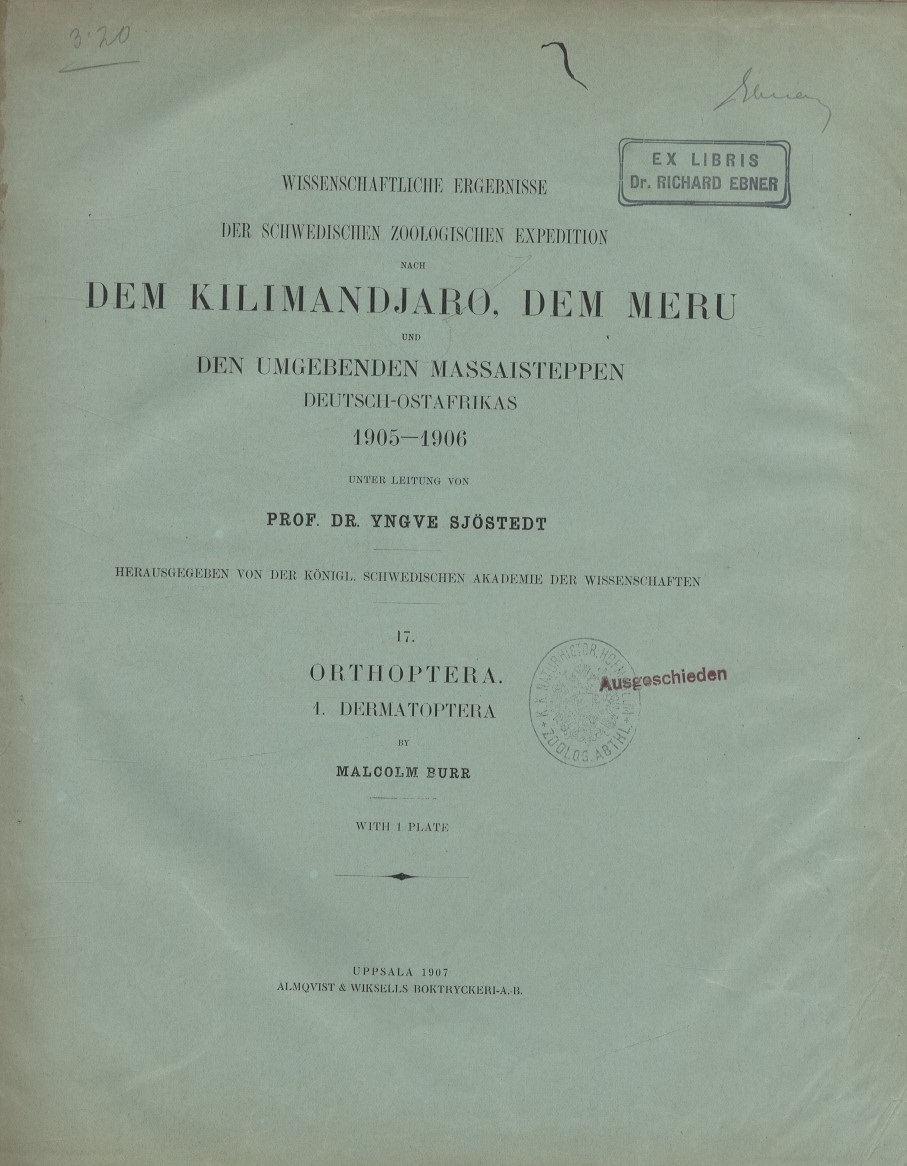 3.20
EX LIBRIS
Dr. RICHARD EBNER
WISSENSCHAFTLICHE ERGEBNISSE
DER SCHWEDISCHEN ZOOLOGISCHEN EXPEDITION
NACH
DEM KILIMANDJARO, DEM MERU
UND
DEN UMGEBENDEN MASSAISTEPPEN
DEUTSCH-OSTAFRIKAS
1905—1906
UNTER LEITUNG VON
PROF. DR. YNGVE SJÖSTEDT
HERAUSGEGEBEN VON DER KÖNIGL. SCHWEDISCHEN AKADEMIE DER WISSENSCHAFTEN
17.
ORTHOPTERA.
1. DERMATOPTERA
BY
MALCOLM BURR
WITH 1 PLATE
K. K. NATURHISTOR.
ZOOLOG. ABTHL.
Ausgeschieden
UPPSALA 1907
ALMQVIST & WIKSELLS BOKTRYCKERI-A.-B.